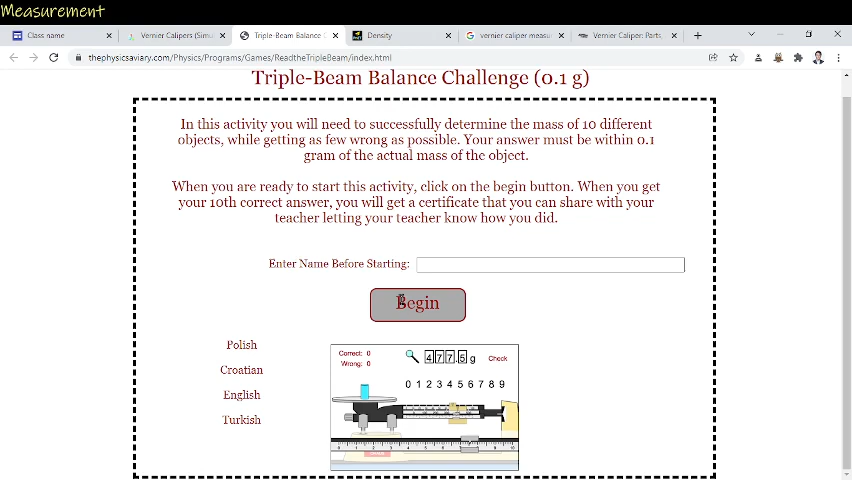 Measurement
Class name
Vernier Calipers (Simu
Triple-Beam Balance C
Density
vernier caliper measur
Vernier Caliper: Parts,
thephysicsaviary.com/Physics/Programs/Games/ReadtheTripleBeam/index.html
Triple-Beam Balance Challenge (0.1 g)
In this activity you will need to successfully determine the mass of 10 different
objects, while getting as few wrong as possible. Your answer must be within 0.1
gram of the actual mass of the object.
When you are ready to start this activity, click on the begin button. When you get
your 10th correct answer, you will get a certificate that you can share with your
teacher letting your teacher know how you did.
Enter Name Before Starting:
Begin
Polish
Croatian
English
Turkish
Correct: 0
Wrong: 0
477.5 g
Check
0 1 2 3 4 5 6 7 8 9